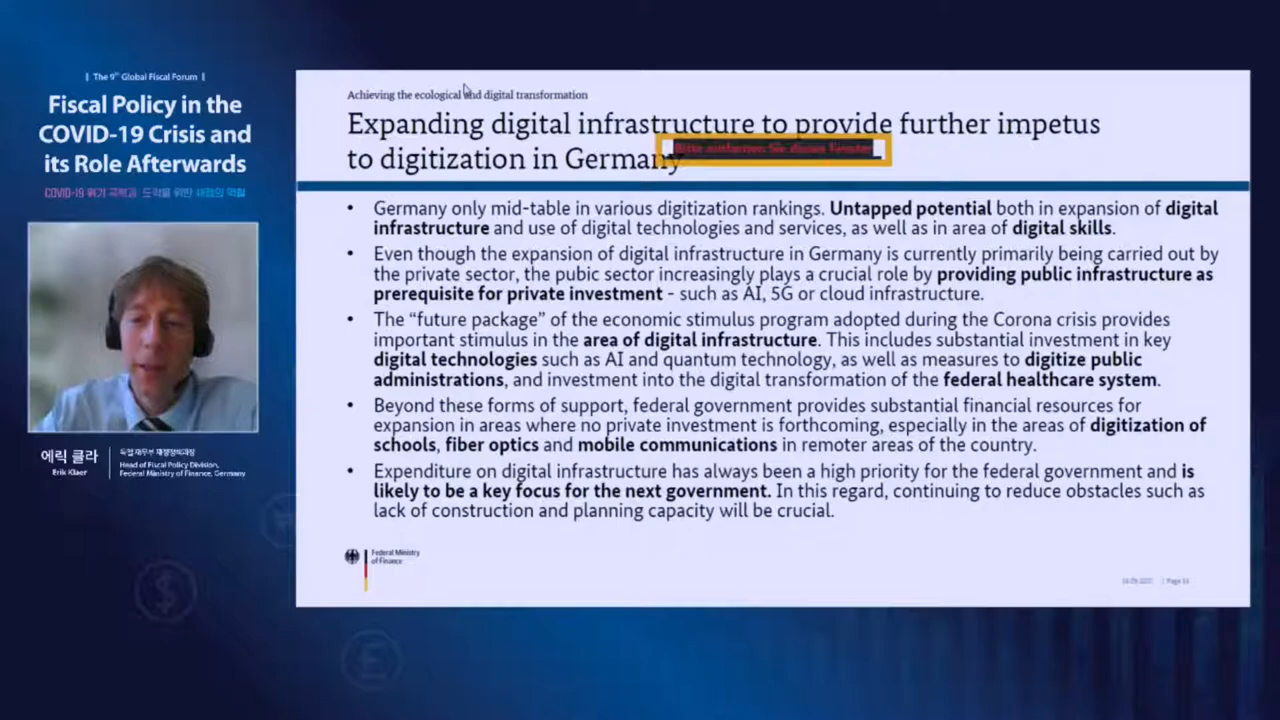 | The 9th Global Fiscal Forum |
Fiscal Policy in the
COVID-19 Crisis and
its Role Afterwards
COVID-19 위기 극복과 도약을 위한 재정의 역할
에릭 클라
Erik Klaer
독일 재무부 재정정책과장
Head of Fiscal Policy Division,
Federal Ministry of Finance, Germany
Achieving the ecological and digital transformation
Expanding digital infrastructure to provide further impetus
to digitization in Germany
Bitte entfernen Sie dieses Fenster
• Germany only mid-table in various digitization rankings. Untapped potential both in expansion of digital
infrastructure and use of digital technologies and services, as well as in area of digital skills.
• Even though the expansion of digital infrastructure in Germany is currently primarily being carried out by
the private sector, the pubic sector increasingly plays a crucial role by providing public infrastructure as
prerequisite for private investment - such as AI, 5G or cloud infrastructure.
• The “future package” of the economic stimulus program adopted during the Corona crisis provides
important stimulus in the area of digital infrastructure. This includes substantial investment in key
digital technologies such as AI and quantum technology, as well as measures to digitize public
administrations, and investment into the digital transformation of the federal healthcare system.
• Beyond these forms of support, federal government provides substantial financial resources for
expansion in areas where no private investment is forthcoming, especially in the areas of digitization of
schools, fiber optics and mobile communications in remoter areas of the country.
• Expenditure on digital infrastructure has always been a high priority for the federal government and is
likely to be a key focus for the next government. In this regard, continuing to reduce obstacles such as
lack of construction and planning capacity will be crucial.
Federal Ministry
of Finance
| Page